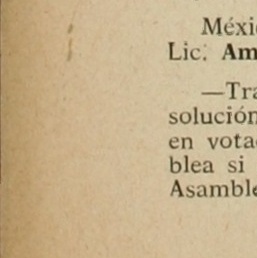 Méxi
Lic. Am
—Tra
solución
en vota
blea si
Asamble